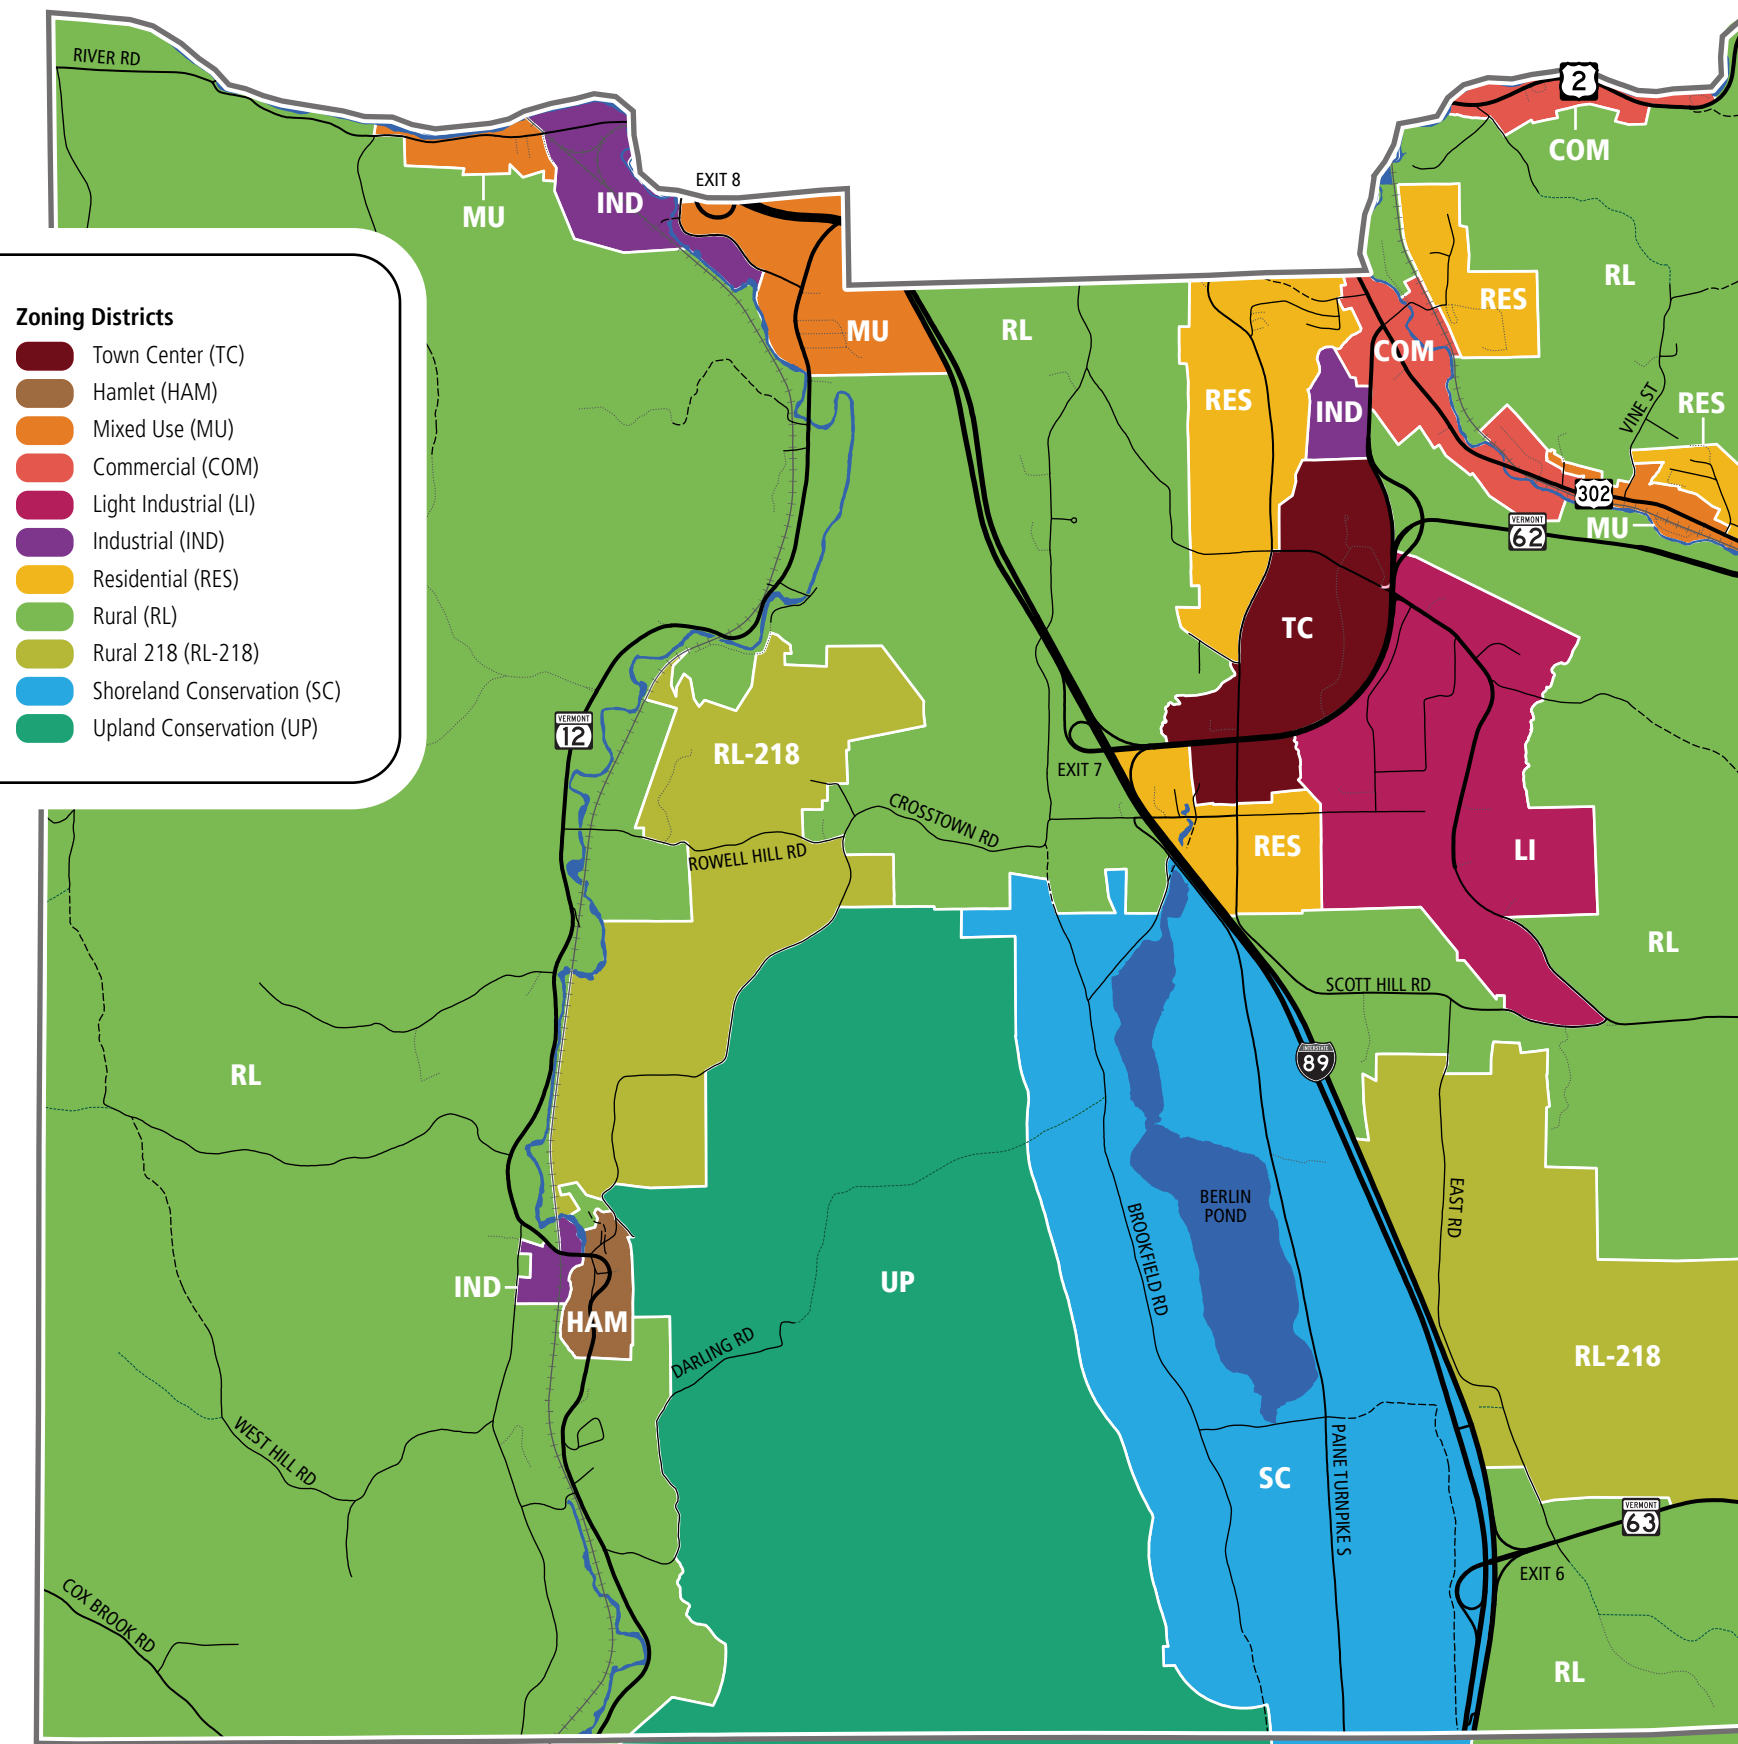 RIVER RD
2
COM
EXIT 8
IND
MU
RL
RES
MU
RL
COM
RES
IND
VINE ST
RES
302
MU
VERMONT
62
Zoning Districts
Town Center (TC)
Hamlet (HAM)
Mixed Use (MU)
Commercial (COM)
Light Industrial (LI)
Industrial (IND)
Residential (RES)
Rural (RL)
Rural 218 (RL-218)
Shoreland Conservation (SC)
Upland Conservation (UP)
TC
VERMONT
12
RL-218
EXIT 7
CROSSTOWN RD
ROWELL HILL RD
RES
LI
RL
SCOTT HILL RD
INTERSTATE
89
RL
BERLIN
POND
BROOKFIELD RD
EAST RD
IND
UP
HAM
DARLING RD
RL-218
WEST HILL RD
SC
PAINE TURNPIKE S
VERMONT
63
EXIT 6
COX BROOK RD
RL